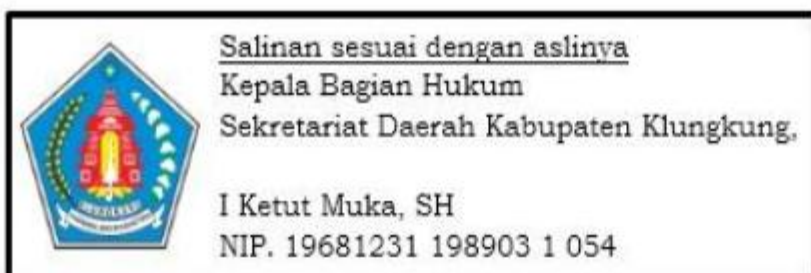 Salinan sesuai dengan aslinya
Kepala Bagian Hukum
Sekretariat Daerah Kabupaten Klungkung,
I Ketut Muka, SH
NIP. 19681231 198903 1 054